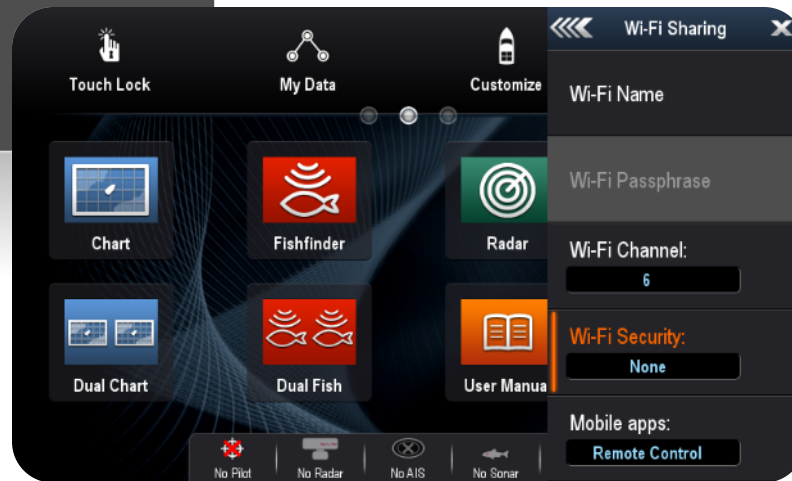 Touch Lock
My Data
Customize
Wi-Fi Sharing
Wi-Fi Name
Wi-Fi Passphrase
Wi-Fi Channel:
6
Wi-Fi Security:
None
Mobile apps:
Remote Control
Chart
Fishfinder
Radar
Dual Chart
Dual Fish
User Manua
No Pilot
No Radar
No AIS
No Sonar